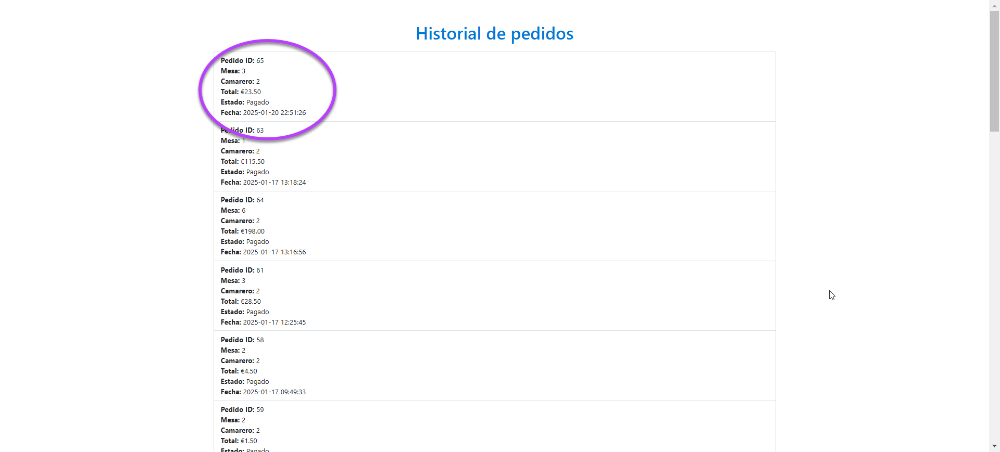 Historial de pedidos
Pedido ID: 65
Mesa: 3
Camarero: 2
Total: €23.50
Estado: Pagado
Fecha: 2025-01-20 22:51:26
Pedido ID: 63
Mesa: 1
Camarero: 2
Total: €115.50
Estado: Pagado
Fecha: 2025-01-17 13:18:24
Pedido ID: 64
Mesa: 6
Camarero: 2
Total: €198.00
Estado: Pagado
Fecha: 2025-01-17 13:16:56
Pedido ID: 61
Mesa: 3
Camarero: 2
Total: €28.50
Estado: Pagado
Fecha: 2025-01-17 12:25:45
Pedido ID: 58
Mesa: 2
Camarero: 2
Total: €4.50
Estado: Pagado
Fecha: 2025-01-17 09:49:33
Pedido ID: 59
Mesa: 2
Camarero: 2
Total: €1.50
Estado: Pagado